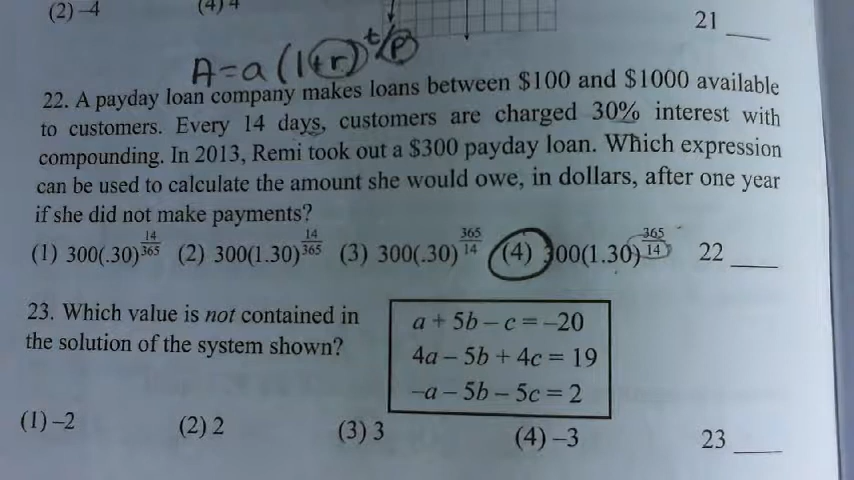 (2) –4
(4) 4
21 ___
A=a(1+r)^t/p
22. A payday loan company makes loans between $100 and $1000 available
to customers. Every 14 days, customers are charged 30% interest with
compounding. In 2013, Remi took out a $300 payday loan. Which expression
can be used to calculate the amount she would owe, in dollars, after one year
if she did not make payments?
(1) 300(.30)^14/365 (2) 300(1.30)^14/365 (3) 300(.30)^365/14 (4) 300(1.30)^365/14 22 ___
23. Which value is not contained in
the solution of the system shown?
a + 5b – c = –20
4a – 5b + 4c = 19
–a – 5b – 5c = 2
(1) –2 (2) 2 (3) 3 (4) –3 23 ___